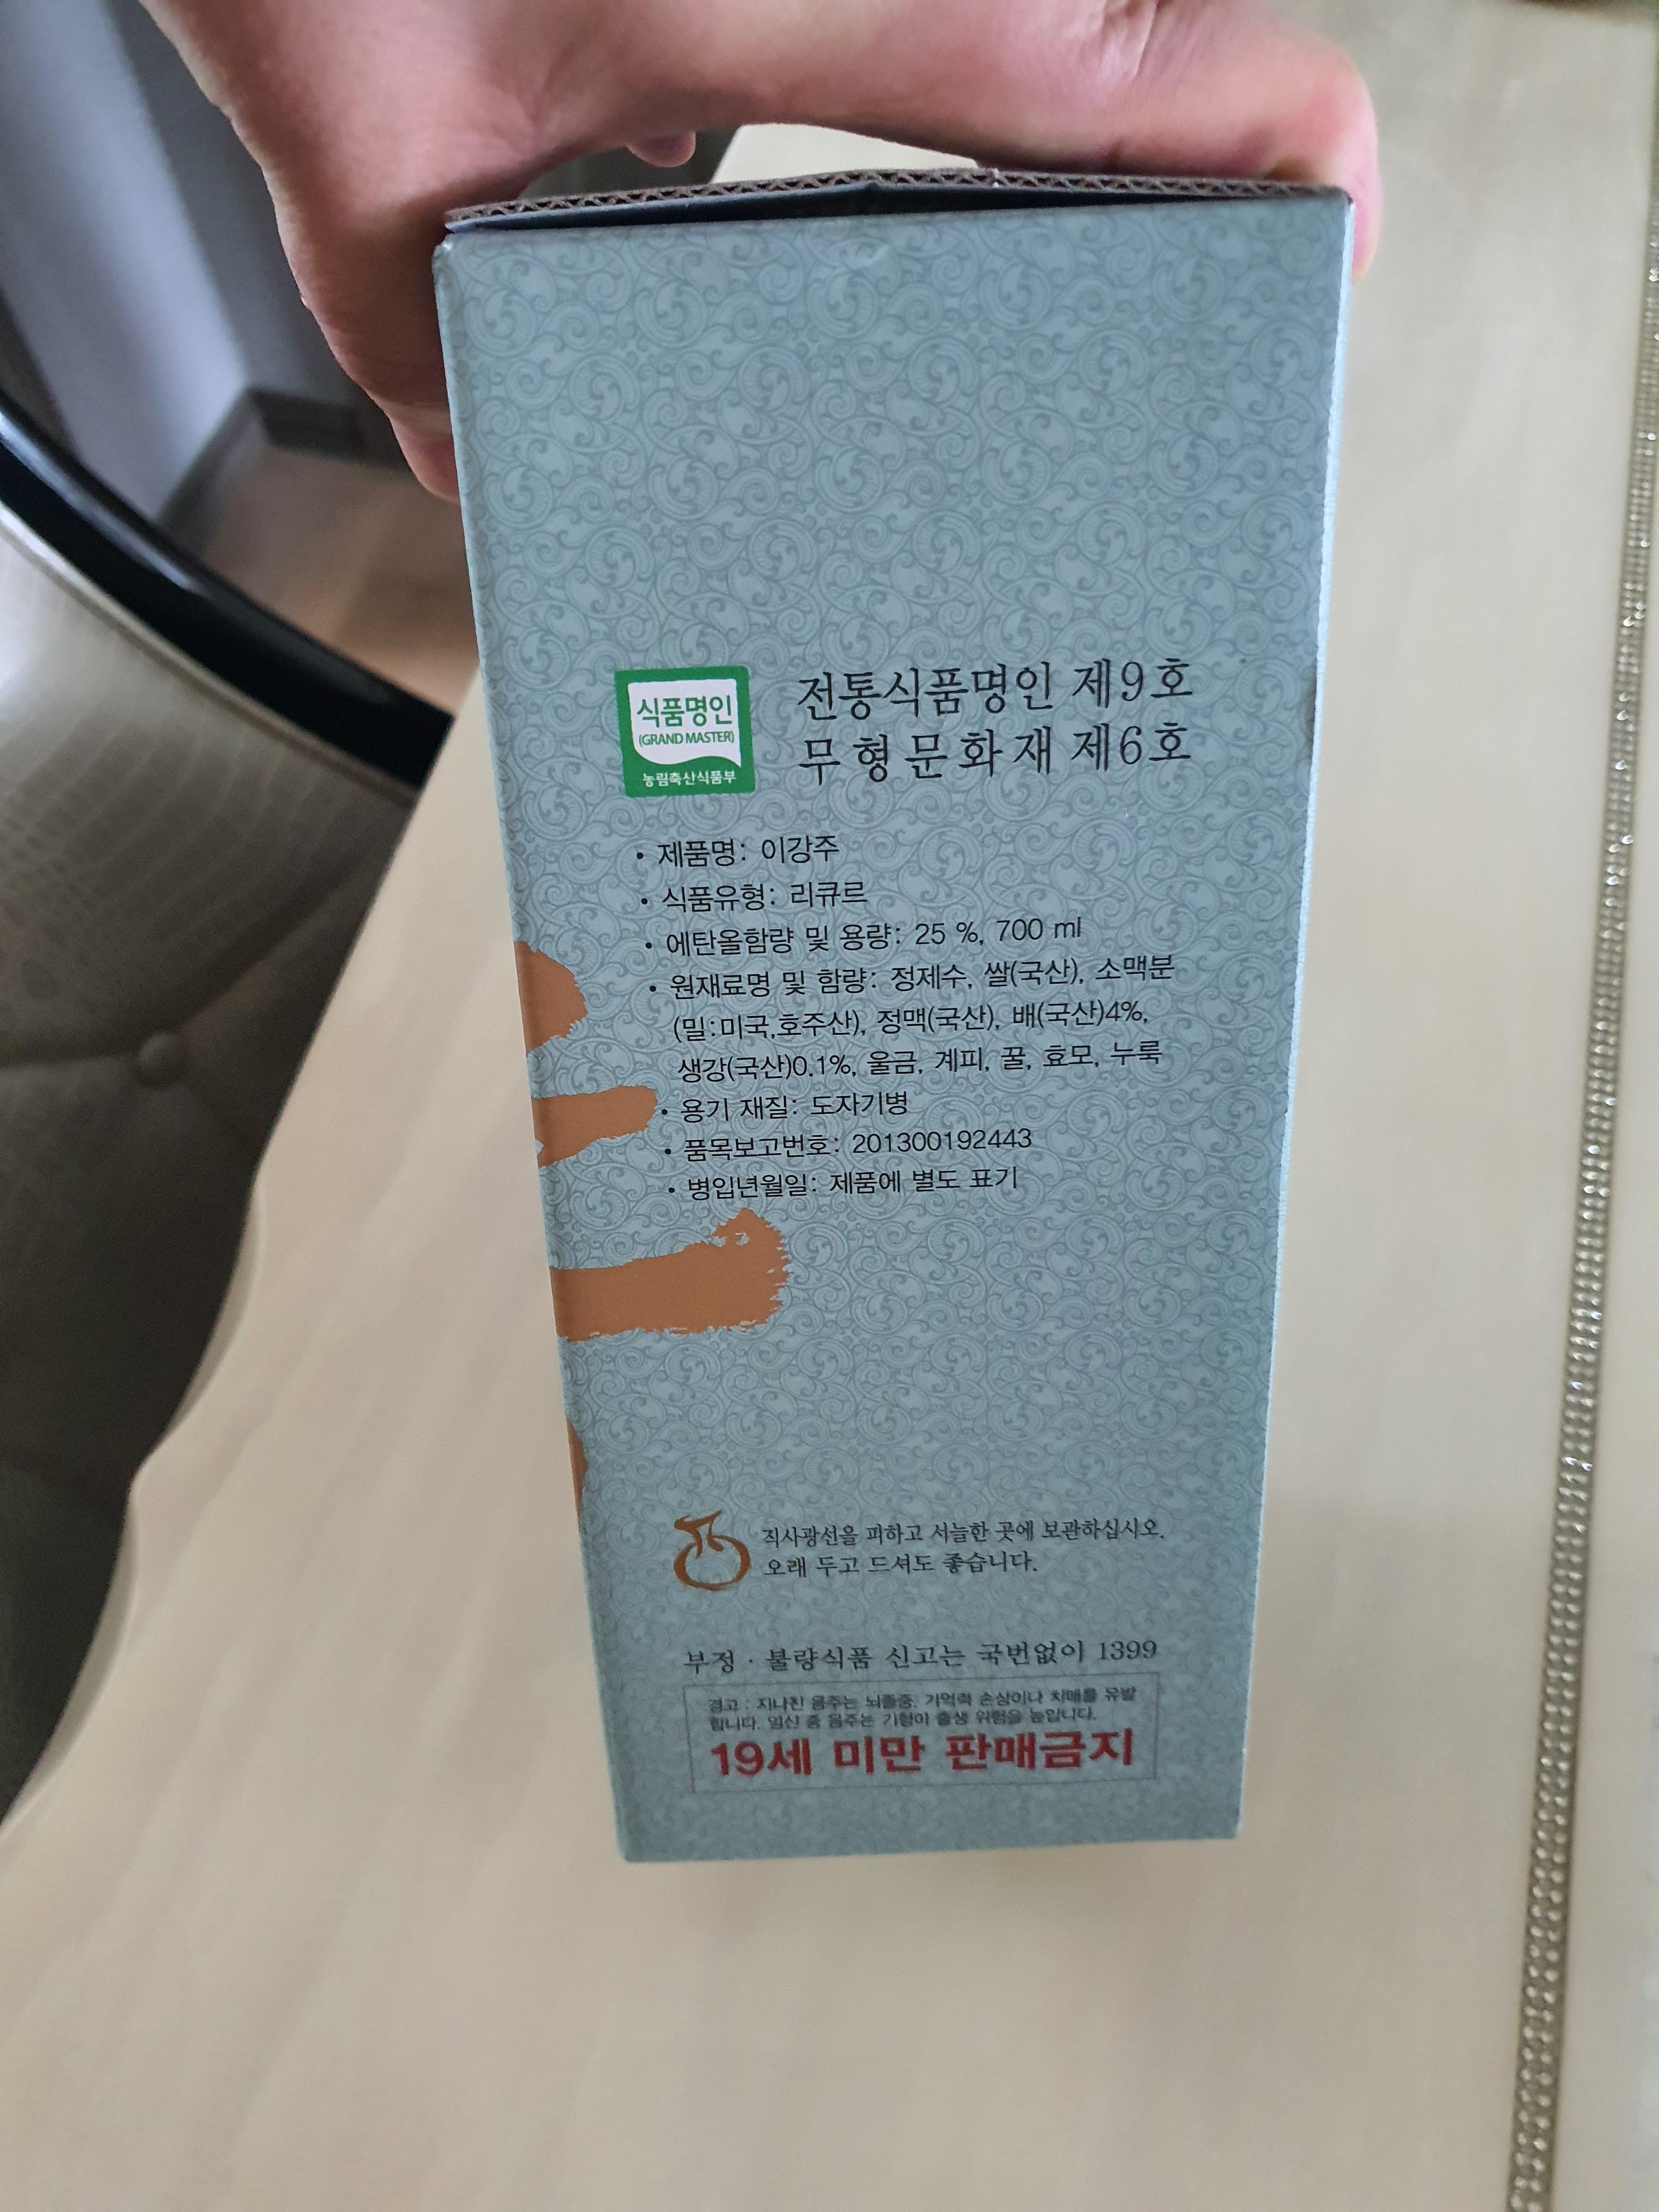 식품명인
(GRAND MASTER)
농림축산식품부
전통식품명인 제9호
무형문화재 제6호
• 제품명: 이강주
• 식품유형: 리큐르
• 에탄올함량 및 용량: 25 %, 700 ml
• 원재료명 및 함량: 정제수, 쌀(국산), 소맥분
(밀:미국,호주산), 정맥(국산), 배(국산)4%,
생강(국산)0.1%, 울금, 계피, 꿀, 효모, 누룩
• 용기 재질: 도자기병
• 품목보고번호: 201300192443
• 병입년월일: 제품에 별도 표기
직사광선을 피하고 서늘한 곳에 보관하십시오.
오래 두고 드셔도 좋습니다.
부정 · 불량식품 신고는 국번없이 1399
경고 : 지나친 음주는 뇌졸중, 기억력 손상이나 치매를 유발
합니다. 임신 중 음주는 기형아 출생 위험을 높입니다.
19세 미만 판매금지